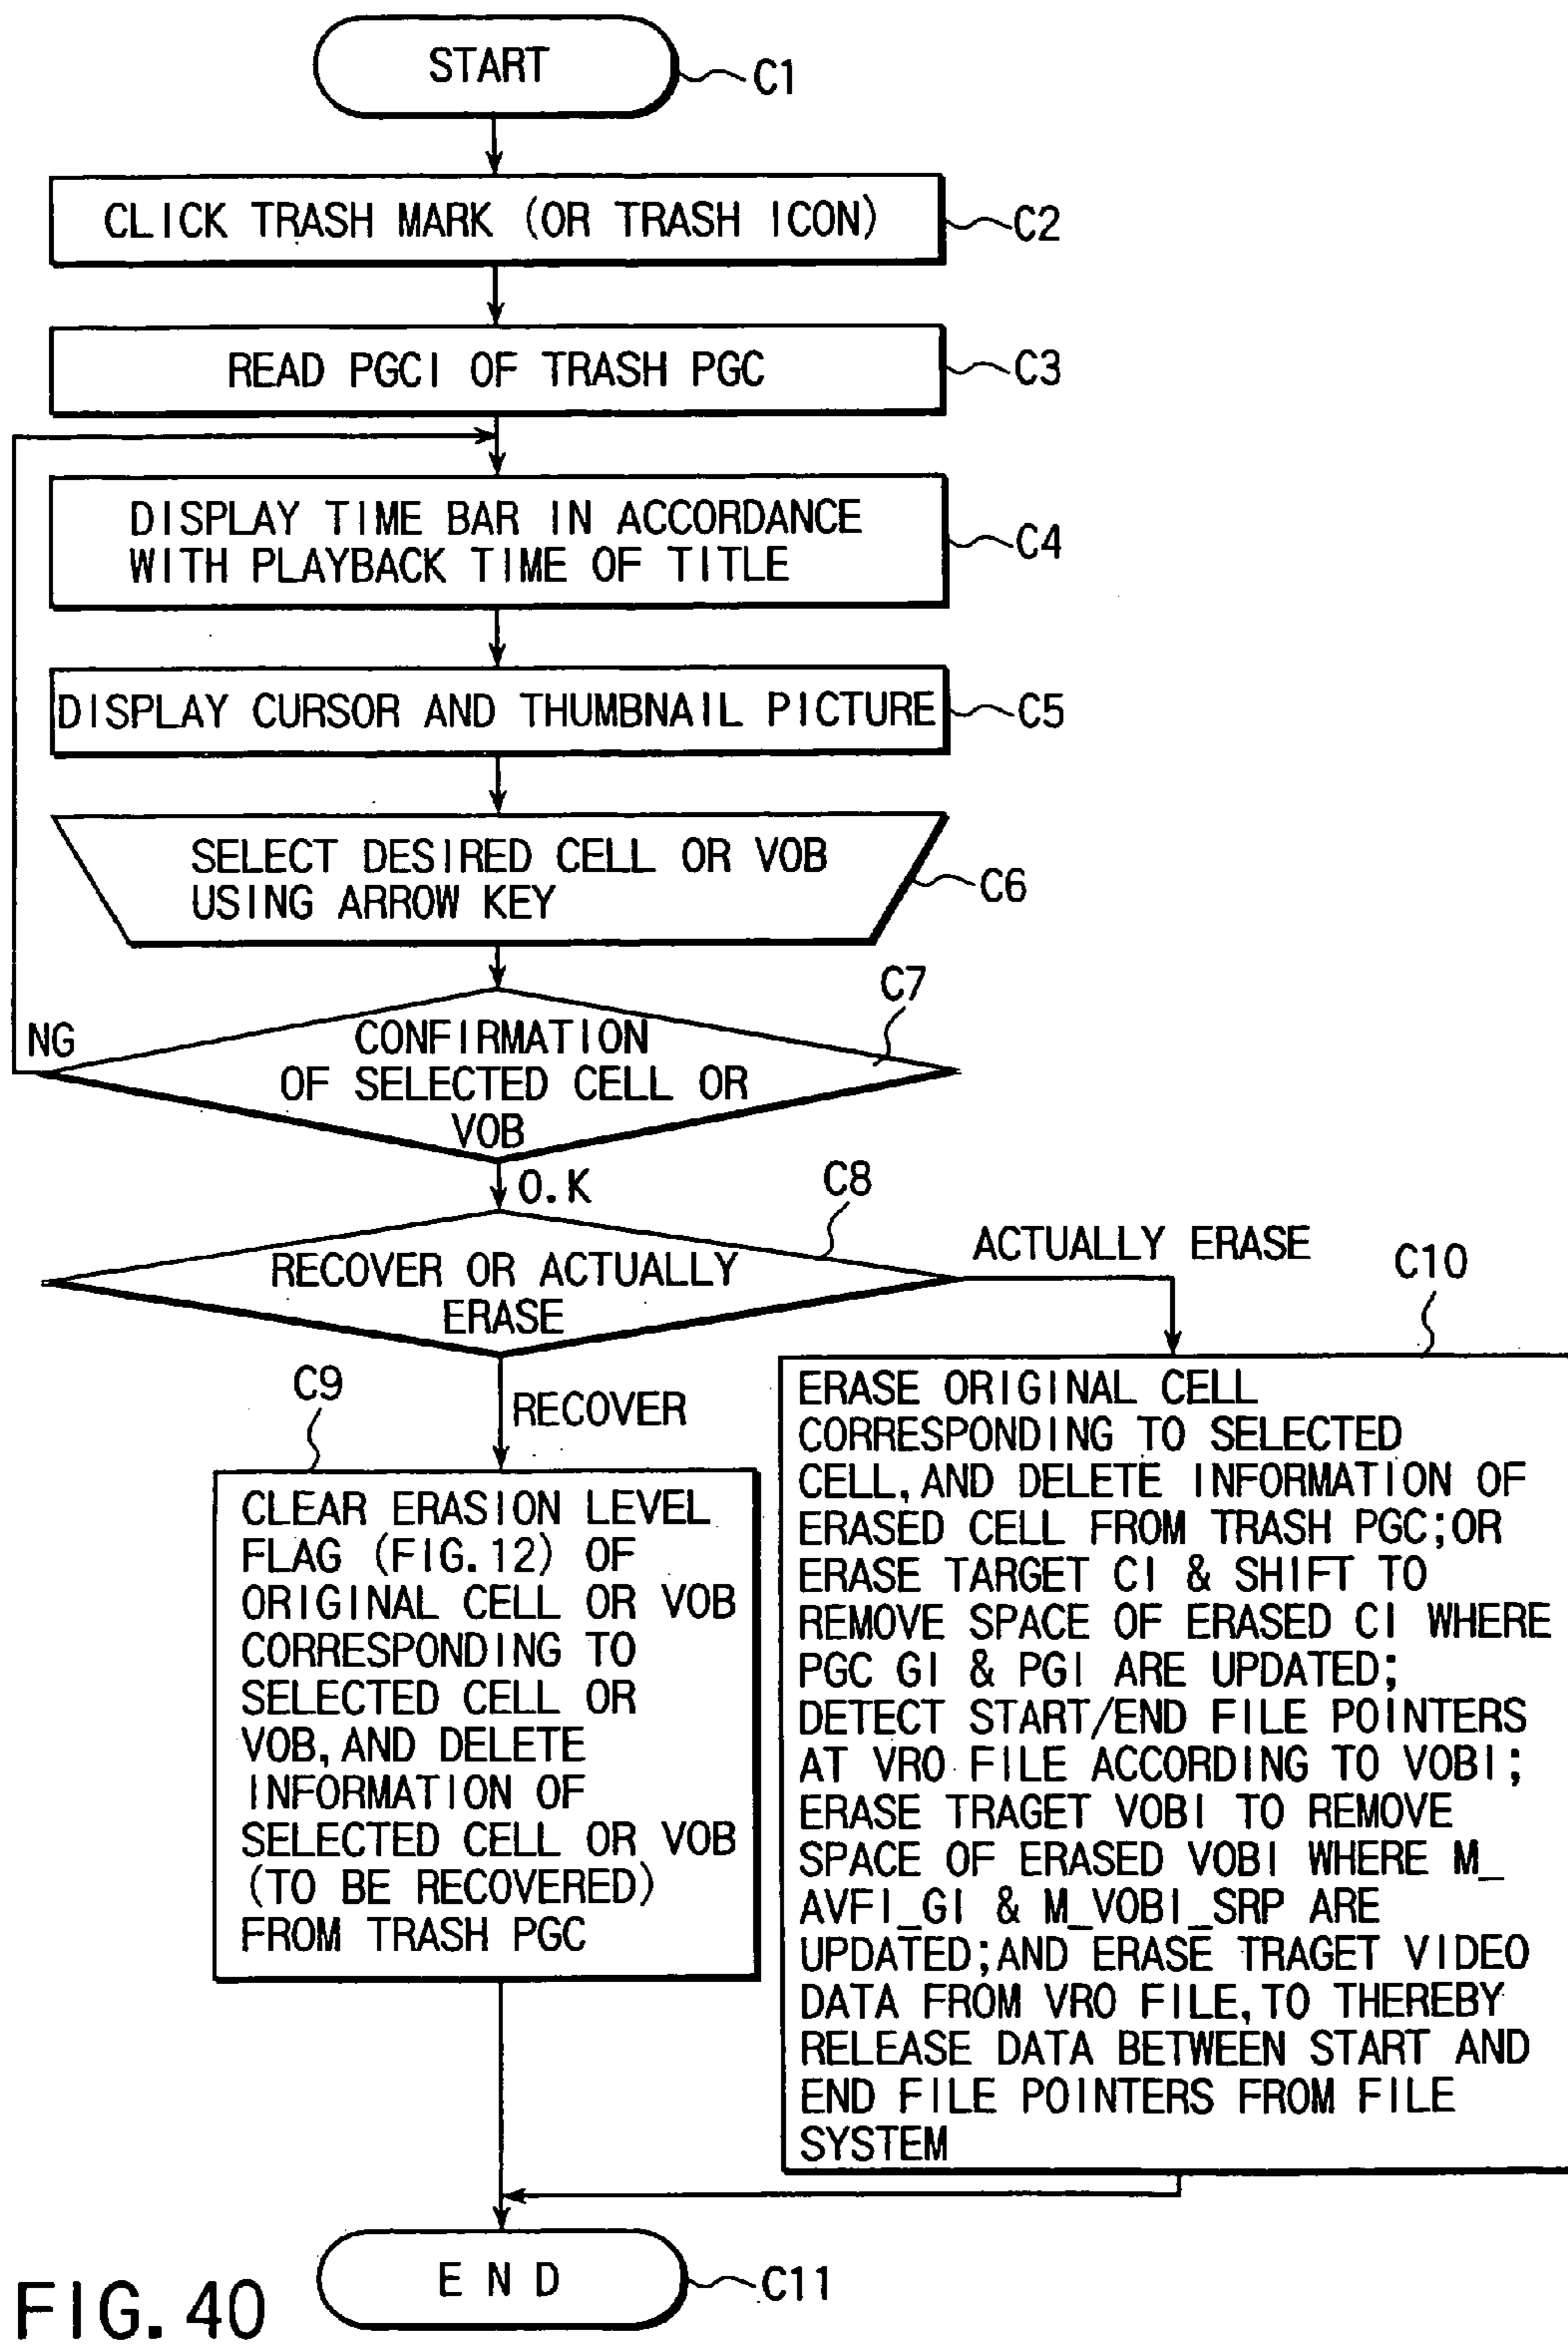 START
C1
CLICK TRASH MARK (OR TRASH ICON)
C2
READ PGCI OF TRASH PGC
C3
DISPLAY TIME BAR IN ACCORDANCE
WITH PLAYBACK TIME OF TITLE
C4
DISPLAY CURSOR AND THUMBNAIL PICTURE
C5
SELECT DESIRED CELL OR VOB
USING ARROW KEY
C6
C7
NG
CONFIRMATION
OF SELECTED CELL OR
VOB
O.K
C8
RECOVER OR ACTUALLY
ERASE
ACTUALLY ERASE
C10
C9
RECOVER
CLEAR ERASION LEVEL
FLAG (FIG.12) OF
ORIGINAL CELL OR VOB
CORRESPONDING TO
SELECTED CELL OR
VOB,AND DELETE
INFORMATION OF
SELECTED CELL OR VOB
(TO BE RECOVERED)
FROM TRASH PGC
ERASE ORIGINAL CELL
CORRESPONDING TO SELECTED
CELL,AND DELETE INFORMATION OF
ERASED CELL FROM TRASH PGC;OR
ERASE TARGET CI & SHIFT TO
REMOVE SPACE OF ERASED CI WHERE
PGC GI & PGI ARE UPDATED;
DETECT START/END FILE POINTERS
AT VRO FILE ACCORDING TO VOBI;
ERASE TRAGET VOBI TO REMOVE
SPACE OF ERASED VOBI WHERE M_
AVFI_GI & M_VOBI_SRP ARE
UPDATED;AND ERASE TRAGET VIDEO
DATA FROM VRO FILE,TO THEREBY
RELEASE DATA BETWEEN START AND
END FILE POINTERS FROM FILE
SYSTEM
END
C11
FIG. 40